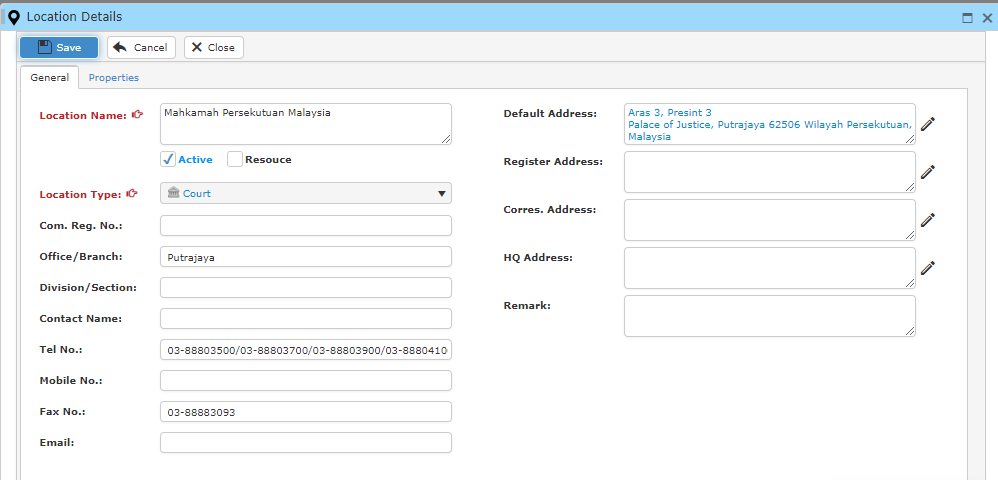 Location Details
Save Cancel Close
General Properties
Location Name: Mahkamah Persekutuan Malaysia
Active Resouce
Location Type: Court
Com. Reg. No.:
Office/Branch: Putrajaya
Division/Section:
Contact Name:
Tel No.: 03-88803500/03-88803700/03-88803900/03-8880410
Mobile No.:
Fax No.: 03-88883093
Email:
Default Address: Aras 3, Presint 3
Palace of Justice, Putrajaya 62506 Wilayah Persekutuan,
Malaysia
Register Address:
Corres. Address:
HQ Address:
Remark: